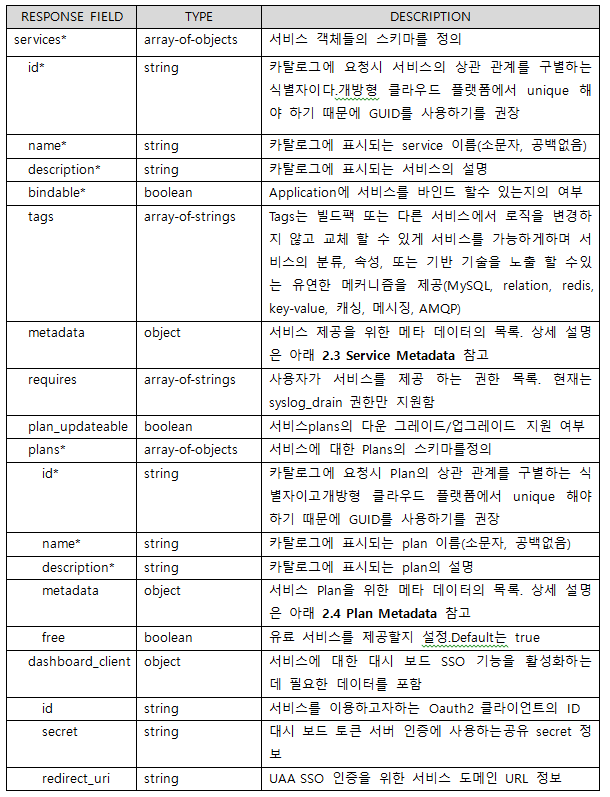 RESPONSE FIELD TYPE DESCRIPTION
services* array-of-objects 서비스 객체들의 스키마를 정의
id* string 카탈로그에 요청시 서비스의 상관 관계를 구별하는
식별자이다.개방형 클라우드 플랫폼에서 unique 해
야 하기 때문에 GUID를 사용하기를 권장
name* string 카탈로그에 표시되는 service 이름(소문자, 공백없음)
description* string 카탈로그에 표시되는 서비스의 설명
bindable* boolean Application에 서비스를 바인드 할수 있는지의 여부
tags array-of-strings Tags는 빌드팩 또는 다른 서비스에서 로직을 변경하
지 않고 교체 할 수 있게 서비스를 가능하게하며 서
비스의 분류, 속성, 또는 기반 기술을 노출 할 수있
는 유연한 메커니즘을 제공(MySQL, relation, redis,
key-value, 캐싱, 메시징, AMQP)
metadata object 서비스 제공을 위한 메타 데이터의 목록. 상세 설명
은 아래 2.3 Service Metadata 참고
requires array-of-strings 사용자가 서비스를 제공 하는 권한 목록. 현재는
syslog_drain 권한만 지원함
plan_updateable boolean 서비스plans의 다운 그레이드/업그레이드 지원 여부
plans* array-of-objects 서비스에 대한 Plans의 스키마를정의
id* string 카탈로그에 요청시 Plan의 상관 관계를 구별하는 식
별자이고개방형 클라우드 플랫폼에서 unique 해야
하기 때문에 GUID를 사용하기를 권장
name* string 카탈로그에 표시되는 plan 이름(소문자, 공백없음)
description* string 카탈로그에 표시되는 plan의 설명
metadata object 서비스 Plan을 위한 메타 데이터의 목록. 상세 설명
은 아래 2.4 Plan Metadata 참고
free boolean 유료 서비스를 제공할지 설정.Default는 true
dashboard_client object 서비스에 대한 대시 보드 SSO 기능을 활성화하는
데 필요한 데이터를 포함
id string 서비스를 이용하고자하는 Oauth2 클라이언트의 ID
secret string 대시 보드 토큰 서버 인증에 사용하는공유 secret 정
보
redirect_uri string UAA SSO 인증을 위한 서비스 도메인 URL 정보